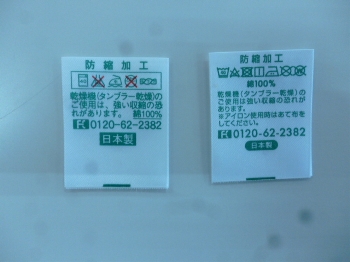 防縮加工
乾燥機(タンブラー乾燥)の
ご使用は、強い収縮の恐
れがあります。 綿100%
0120-62-2382
日本製
防縮加工
綿100%
乾燥機(タンブラー乾燥)の
ご使用は、強い収縮の恐れが
あります。
※アイロン使用時はあて布を
してください。
0120-62-2382
日本製